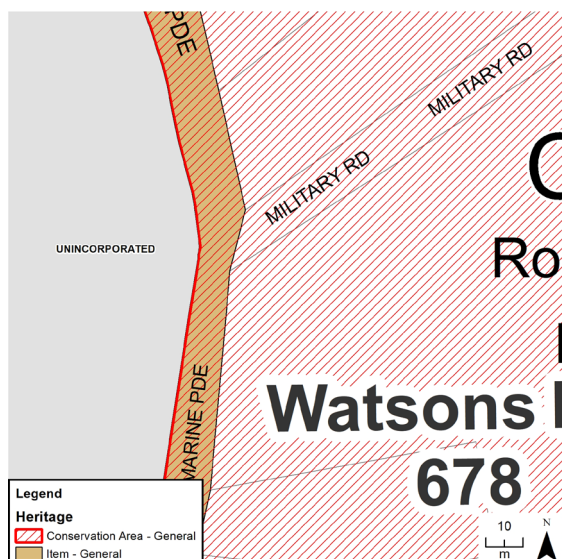 PDE
MILITARY RD
MILITARY RD
UNINCORPORATED
Ro
MARINE PDE
Watsons
678
Legend
Heritage
Conservation Area - General
Item - General
10
m
N